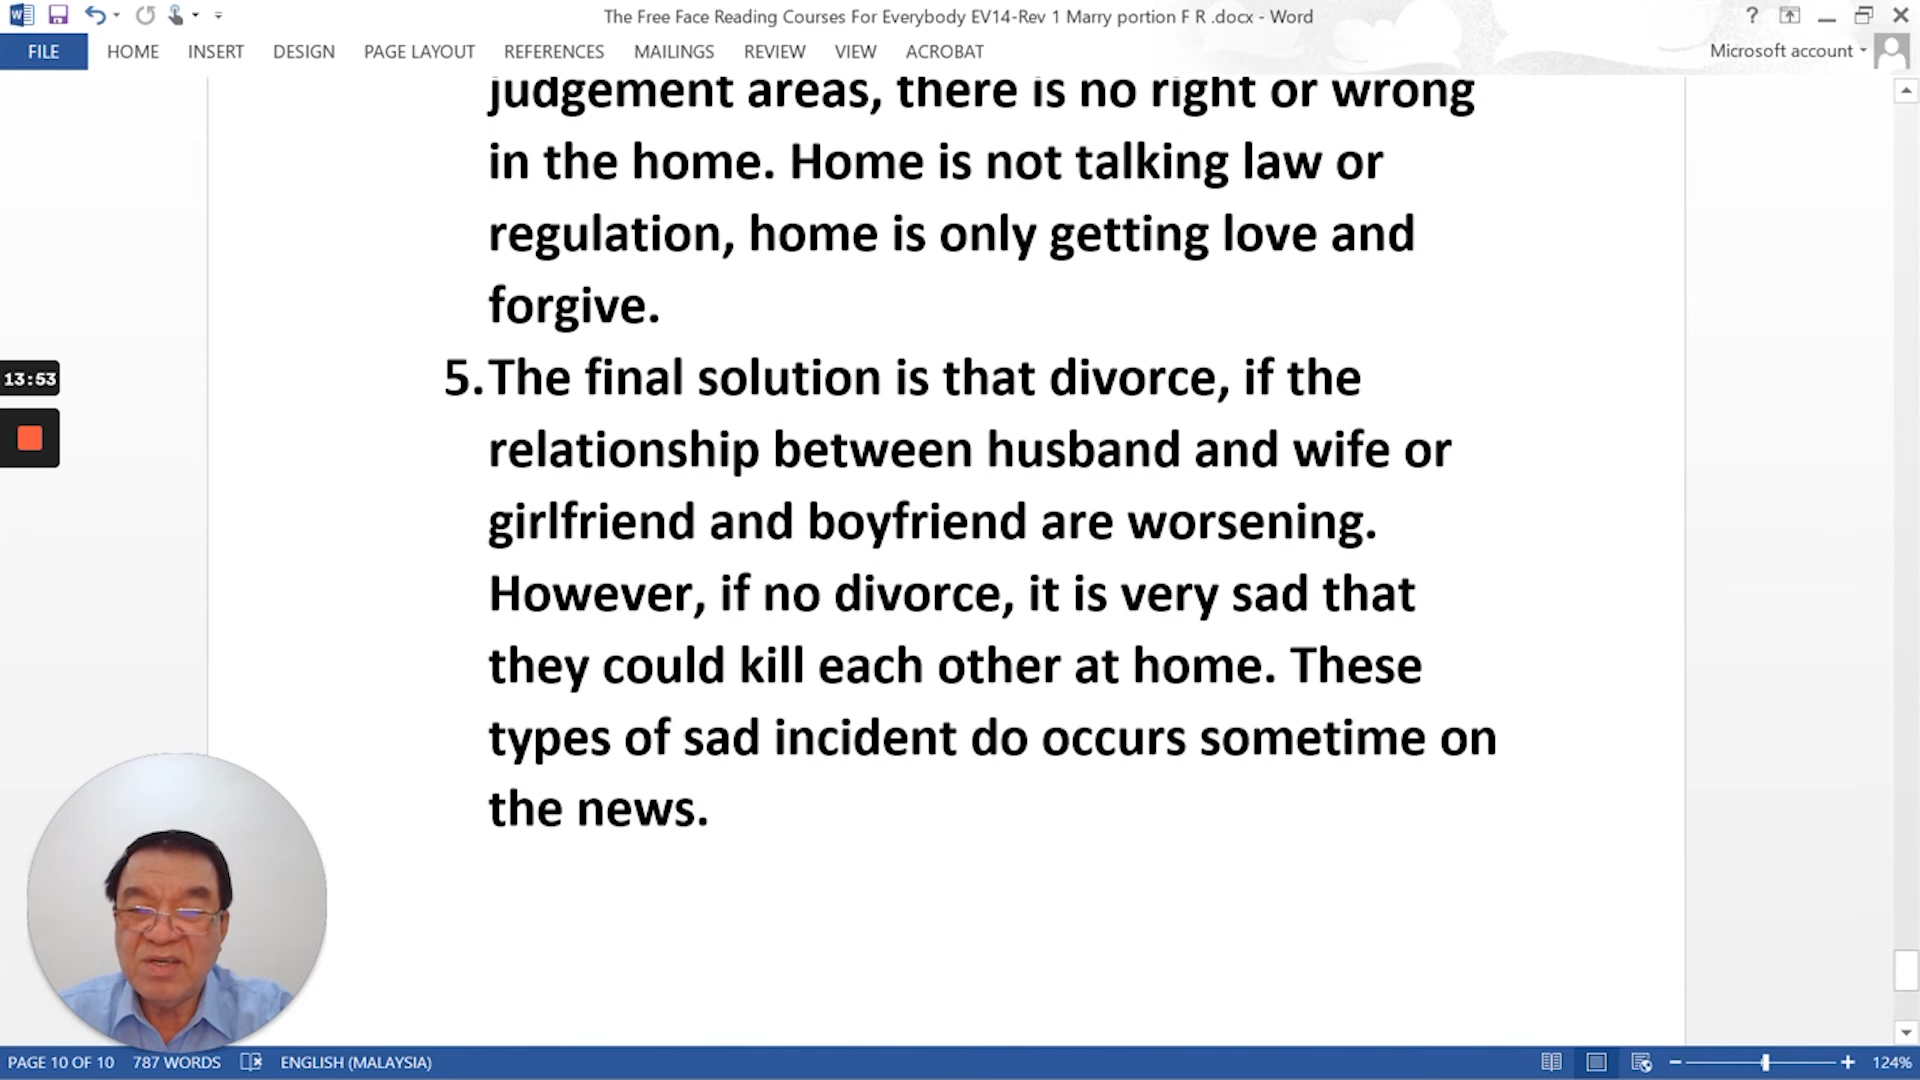 The Free Face Reading Courses For Everybody EV14-Rev 1 Marry portion F R .docx - Word
FILE HOME INSERT DESIGN PAGE LAYOUT REFERENCES MAILINGS REVIEW VIEW ACROBAT Microsoft account
judgement areas, there is no right or wrong
in the home. Home is not talking law or
regulation, home is only getting love and
forgive.
5. The final solution is that divorce, if the
relationship between husband and wife or
girlfriend and boyfriend are worsening.
However, if no divorce, it is very sad that
they could kill each other at home. These
types of sad incident do occurs sometime on
the news.
13:53
PAGE 10 OF 10 787 WORDS ENGLISH (MALAYSIA) 124%